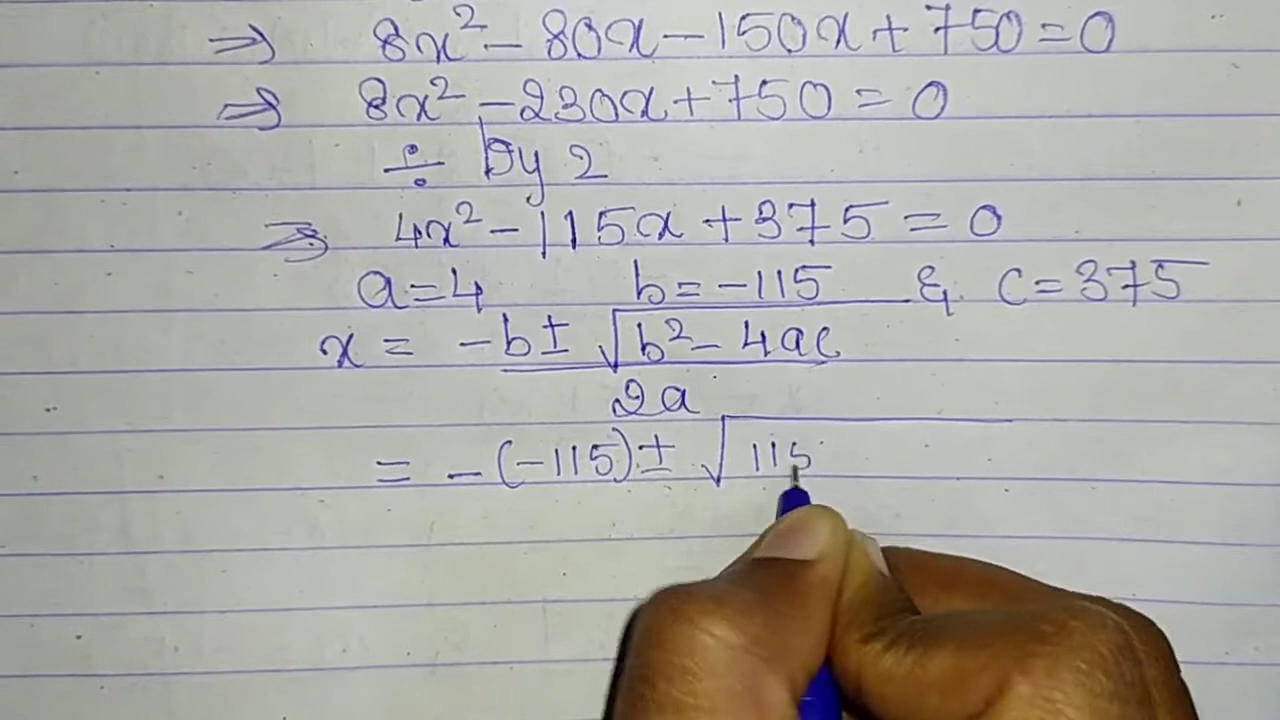 ⇒ 8x² - 80x - 150x + 750 = 0
⇒ 8x² - 230x + 750 = 0
÷ by 2
⇒ 4x² - 115x + 375 = 0
a = 4 b = -115 & c = 375
x = -b ± √b² - 4ac
2a
= -(-115) ± √115